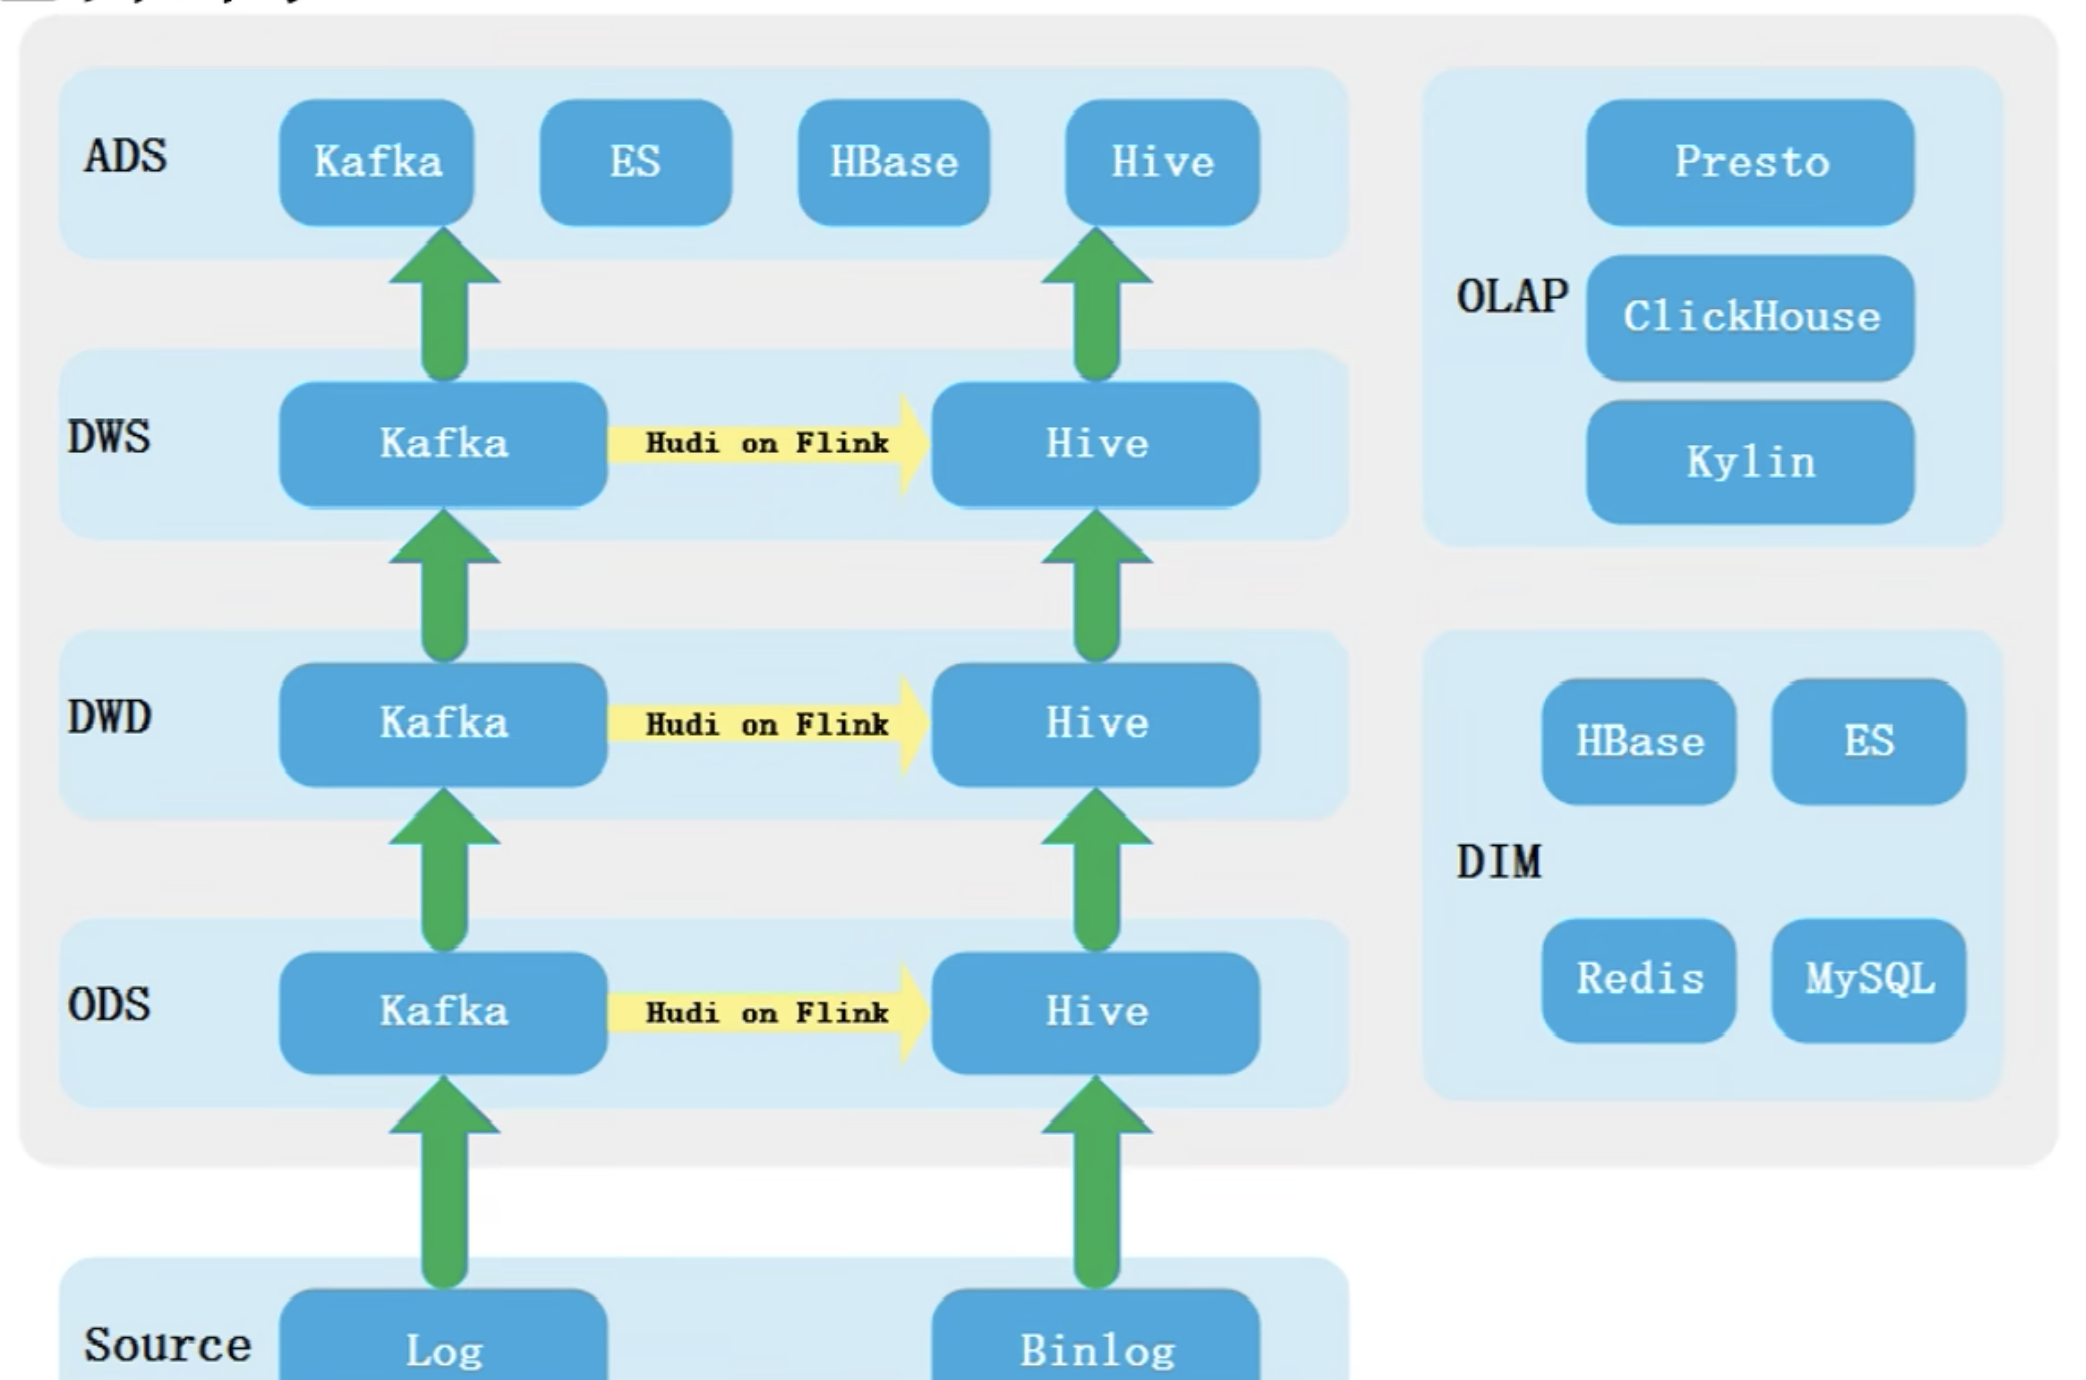 ADS Kafka ES HBase Hive
DWS Kafka Hudi on Flink Hive
DWD Kafka Hudi on Flink Hive
ODS Kafka Hudi on Flink Hive
Source Log Binlog
OLAP
Presto
ClickHouse
Kylin
DIM
HBase ES
Redis MySQL